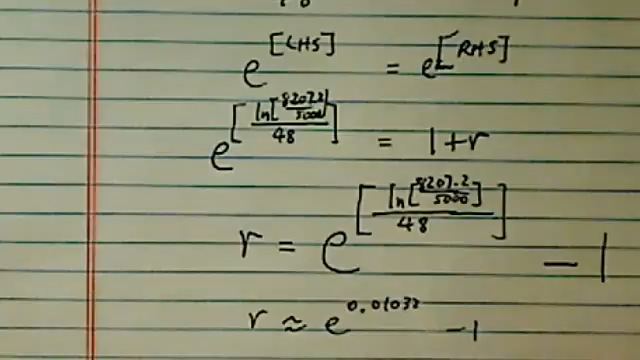 e^[LHS] = e^[RHS]
e^[ln[8207.2/5000]/48] = 1+r
r = e^[ln[8207.2/5000]/48] - 1
r ≈ e^0.01032 - 1